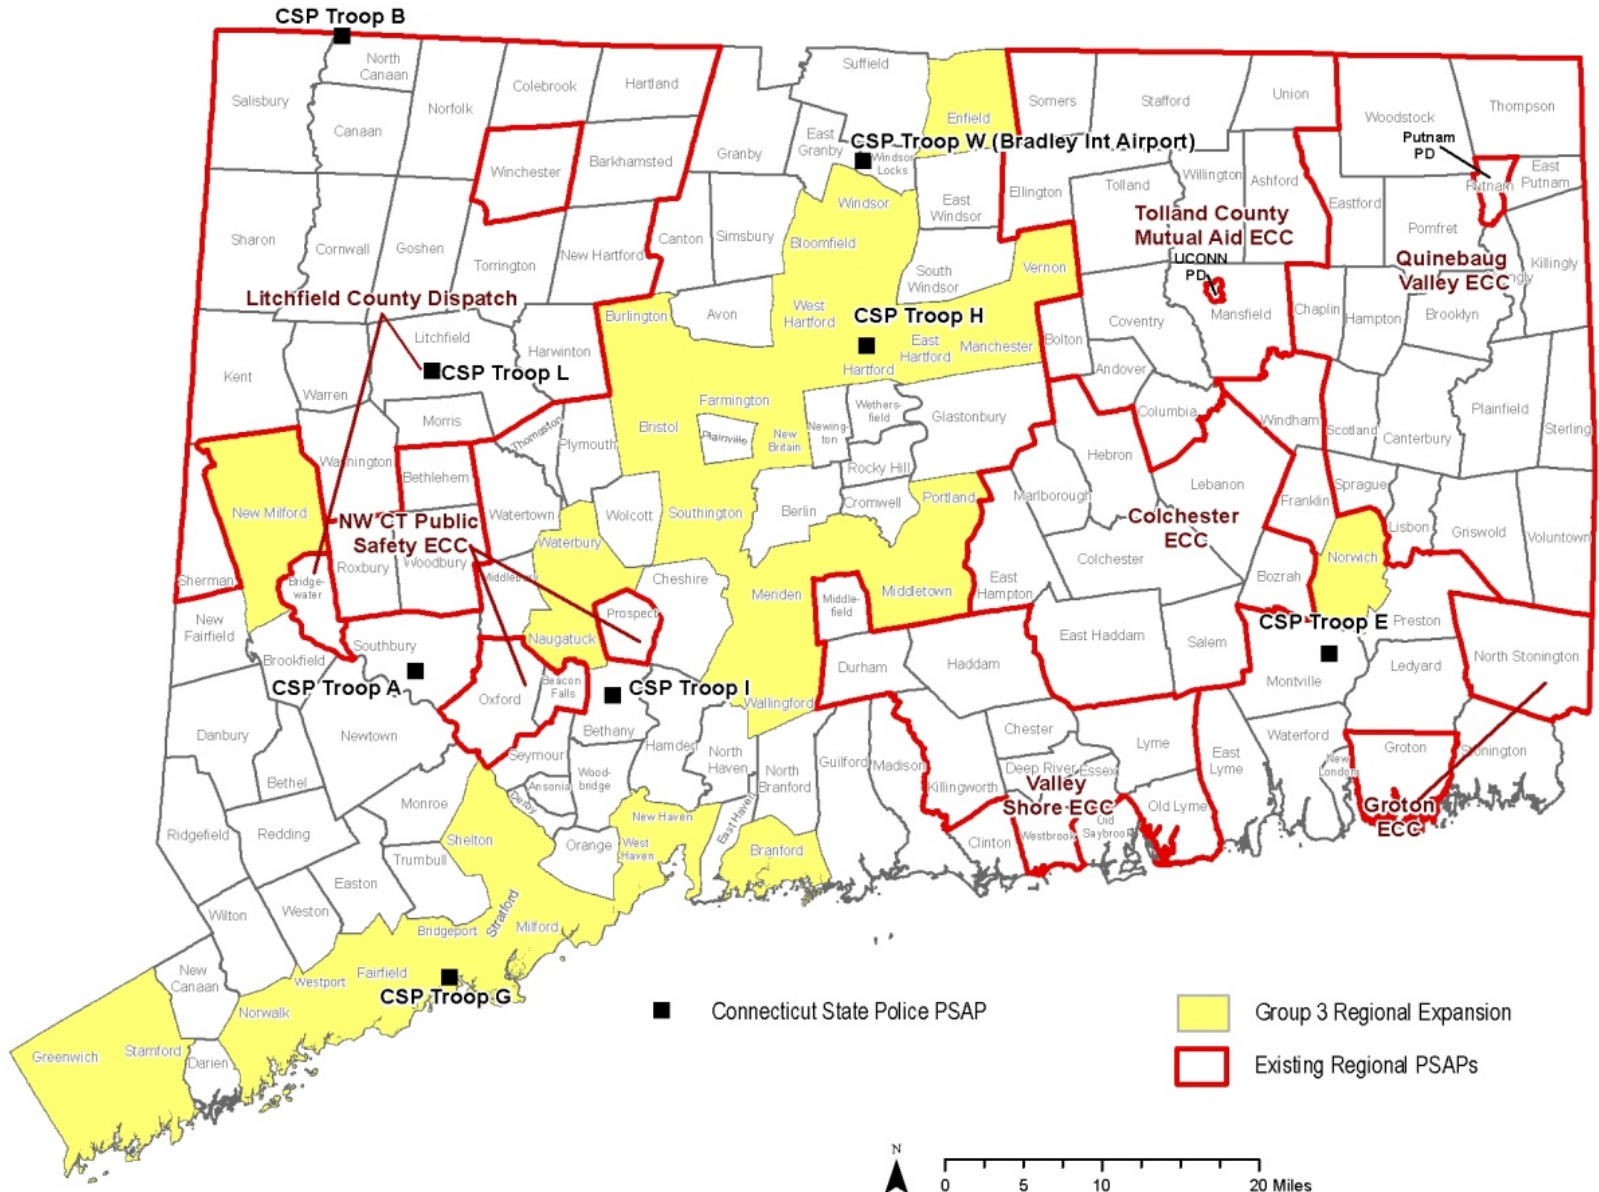 CSP Troop B
North
Canaan
Colebrook
Hartland
Suffield
Salisbury
Norfolk
Canaan
Enfield
Somers
Stafford
Union
Woodstock
Thompson
Winchester
Barkhamsted
Granby
East
Granby
CSP Troop W (Bradley Int Airport)
Windsor
Locks
Putnam
PD
Putnam
East
Putnam
Ellington
Tolland
Willington
Ashford
Eastford
Pomfret
Windsor
East
Windsor
Sharon
Cornwall
Goshen
Torrington
New Hartford
Canton
Simsbury
Bloomfield
Tolland County
Mutual Aid ECC
UCONN
PD
Quinebaug
Valley ECC
Killingly
Vernon
South
Windsor
Litchfield County Dispatch
Burlington
Avon
West
Hartford
CSP Troop H
East
Hartford
Manchester
Hartford
Bolton
Coventry
Mansfield
Chaplin
Hampton
Brooklyn
Litchfield
Harwinton
Kent
CSP Troop L
Warren
Morris
Andover
Columbia
Windham
Scotland
Canterbury
Plainfield
Sterling
Farmington
Bristol
Plainville
New
Britain
Newing-
ton
Wethers-
field
Glastonbury
Rocky Hill
Thomaston
Plymouth
Washington
Bethlehem
Hebron
Lebanon
Marlborough
Franklin
Sprague
Lisbon
Griswold
Voluntown
New Milford
NW CT Public
Safety ECC
Watertown
Wolcott
Southington
Berlin
Cromwell
Portland
Colchester
ECC
Colchester
Norwich
Bozrah
Preston
Waterbury
Sherman
Bridge-
water
Roxbury
Woodbury
Middlebury
Cheshire
Meriden
Middle-
field
Middletown
East
Hampton
New
Fairfield
Prospect
Naugatuck
Southbury
Brookfield
CSP Troop A
Oxford
Beacon
Falls
CSP Troop I
Bethany
Durham
Haddam
East Haddam
Salem
CSP Troop E
Montville
Ledyard
North Stonington
Wallingford
Danbury
Newtown
Bethel
Seymour
Hamden
North
Haven
North
Branford
Guilford
Madison
Killingworth
Chester
Deep River
Essex
Lyme
East
Lyme
Waterford
New
London
Groton
Stonington
Valley
Shore ECC
Groton
ECC
Clinton
Westbrook
Old
Saybrook
Old Lyme
Wood-
bridge
Ansonia
Derby
Monroe
Shelton
Orange
New Haven
West
Haven
East Haven
Branford
Ridgefield
Redding
Trumbull
Easton
Weston
Wilton
Stratford
Milford
Bridgeport
Fairfield
Westport
CSP Troop G
New
Canaan
Norwalk
Greenwich
Stamford
Darien
Connecticut State Police PSAP
Group 3 Regional Expansion
Existing Regional PSAPs
N
0 5 10 20 Miles